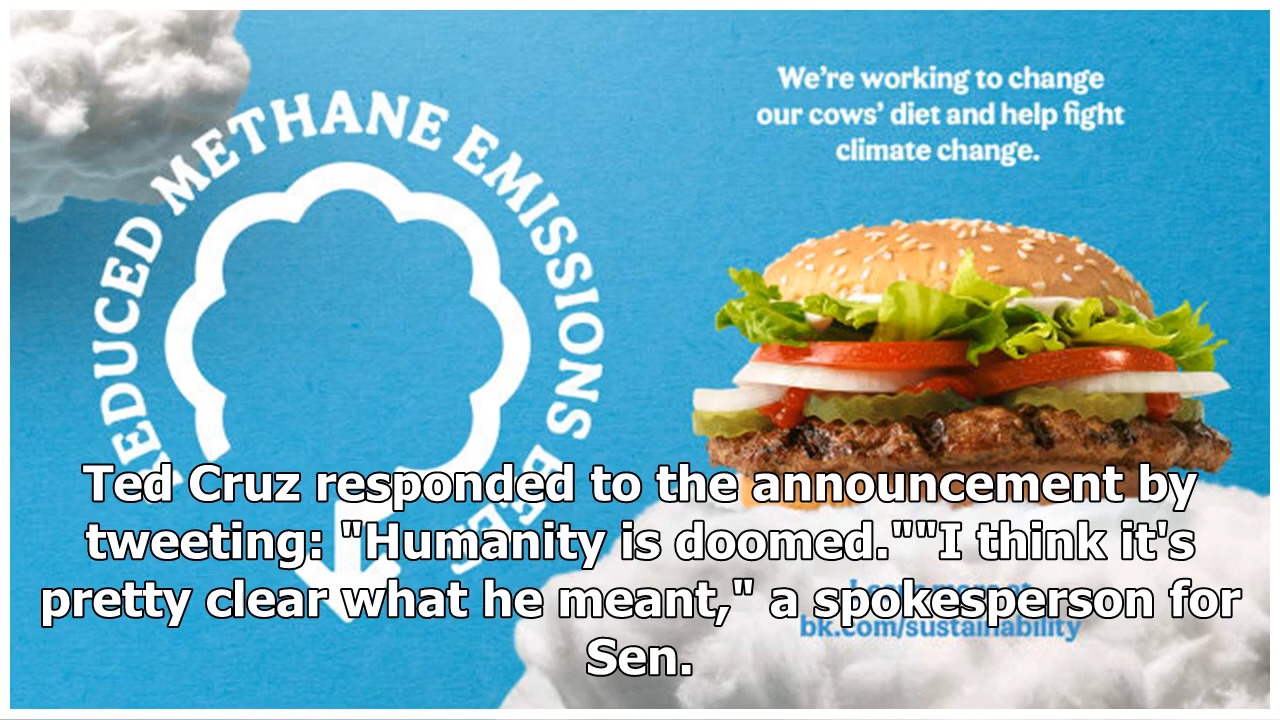 REDUCED METHANE EMISSIONS BEEF
We're working to change
our cows' diet and help fight
climate change.
Ted Cruz responded to the announcement by
tweeting: "Humanity is doomed.""I think it's
pretty clear what he meant," a spokesperson for
Sen.
bk.com/sustainability